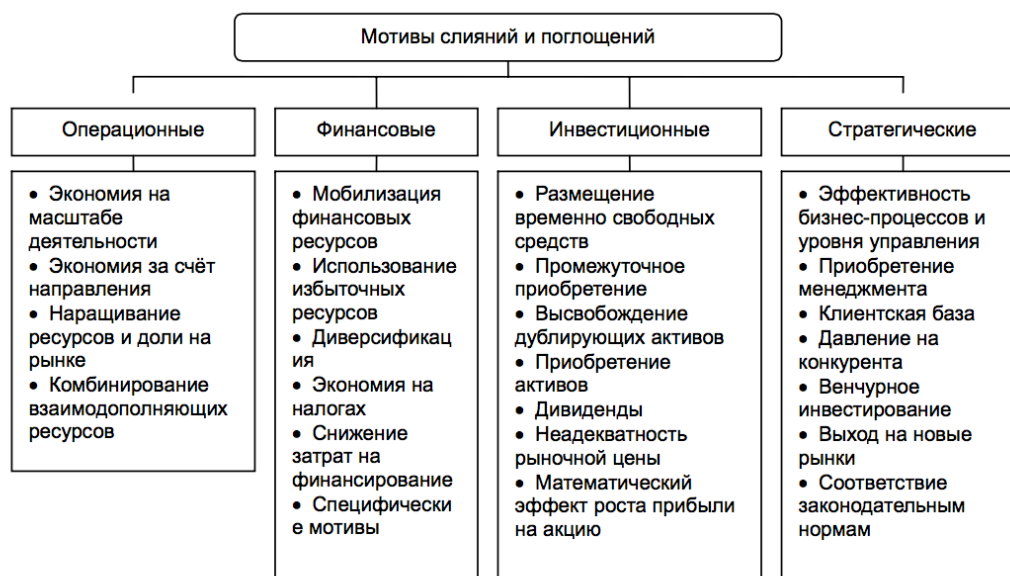 Мотивы слияний и поглощений
Операционные
• Экономия на
масштабе
деятельности
• Экономия за счёт
направления
• Наращивание
ресурсов и доли на
рынке
• Комбинирование
взаимодополняющих
ресурсов
Финансовые
• Мобилизация
финансовых
ресурсов
• Использование
избыточных
ресурсов
• Диверсификац
ия
• Экономия на
налогах
• Снижение
затрат на
финансирование
• Специфически
е мотивы
Инвестиционные
• Размещение
временно свободных
средств
• Промежуточное
приобретение
• Высвобождение
дублирующих активов
• Приобретение
активов
• Дивиденды
• Неадекватность
рыночной цены
• Математический
эффект роста прибыли
на акцию
Стратегические
• Эффективность
бизнес-процессов и
уровня управления
• Приобретение
менеджмента
• Клиентская база
• Давление на
конкурента
• Венчурное
инвестирование
• Выход на новые
рынки
• Соответствие
законодательным
нормам